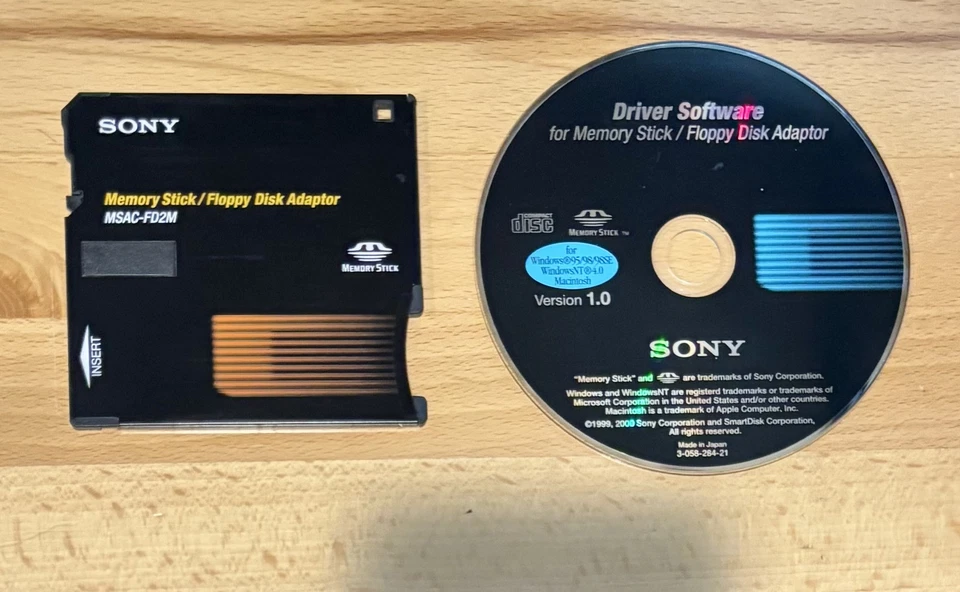 SONY
Memory Stick / Floppy Disk Adaptor
MSAC-FD2M
MEMORY STICK
INSERT
Driver Software
for Memory Stick / Floppy Disk Adaptor
COMPACT
disc
MEMORY STICK™
for
Windows®95/98/98SE
WindowsNT®4.0
Macintosh
Version 1.0
SONY
"Memory Stick" and are trademarks of Sony Corporation.
Windows and WindowsNT are registerd trademarks or trademarks of
Microsoft Corporation in the United States and/or other countries.
Macintosh is a trademark of Apple Computer, Inc.
©1999, 2000 Sony Corporation and SmartDisk Corporation,
All rights reserved.
Made in Japan
3-058-284-21